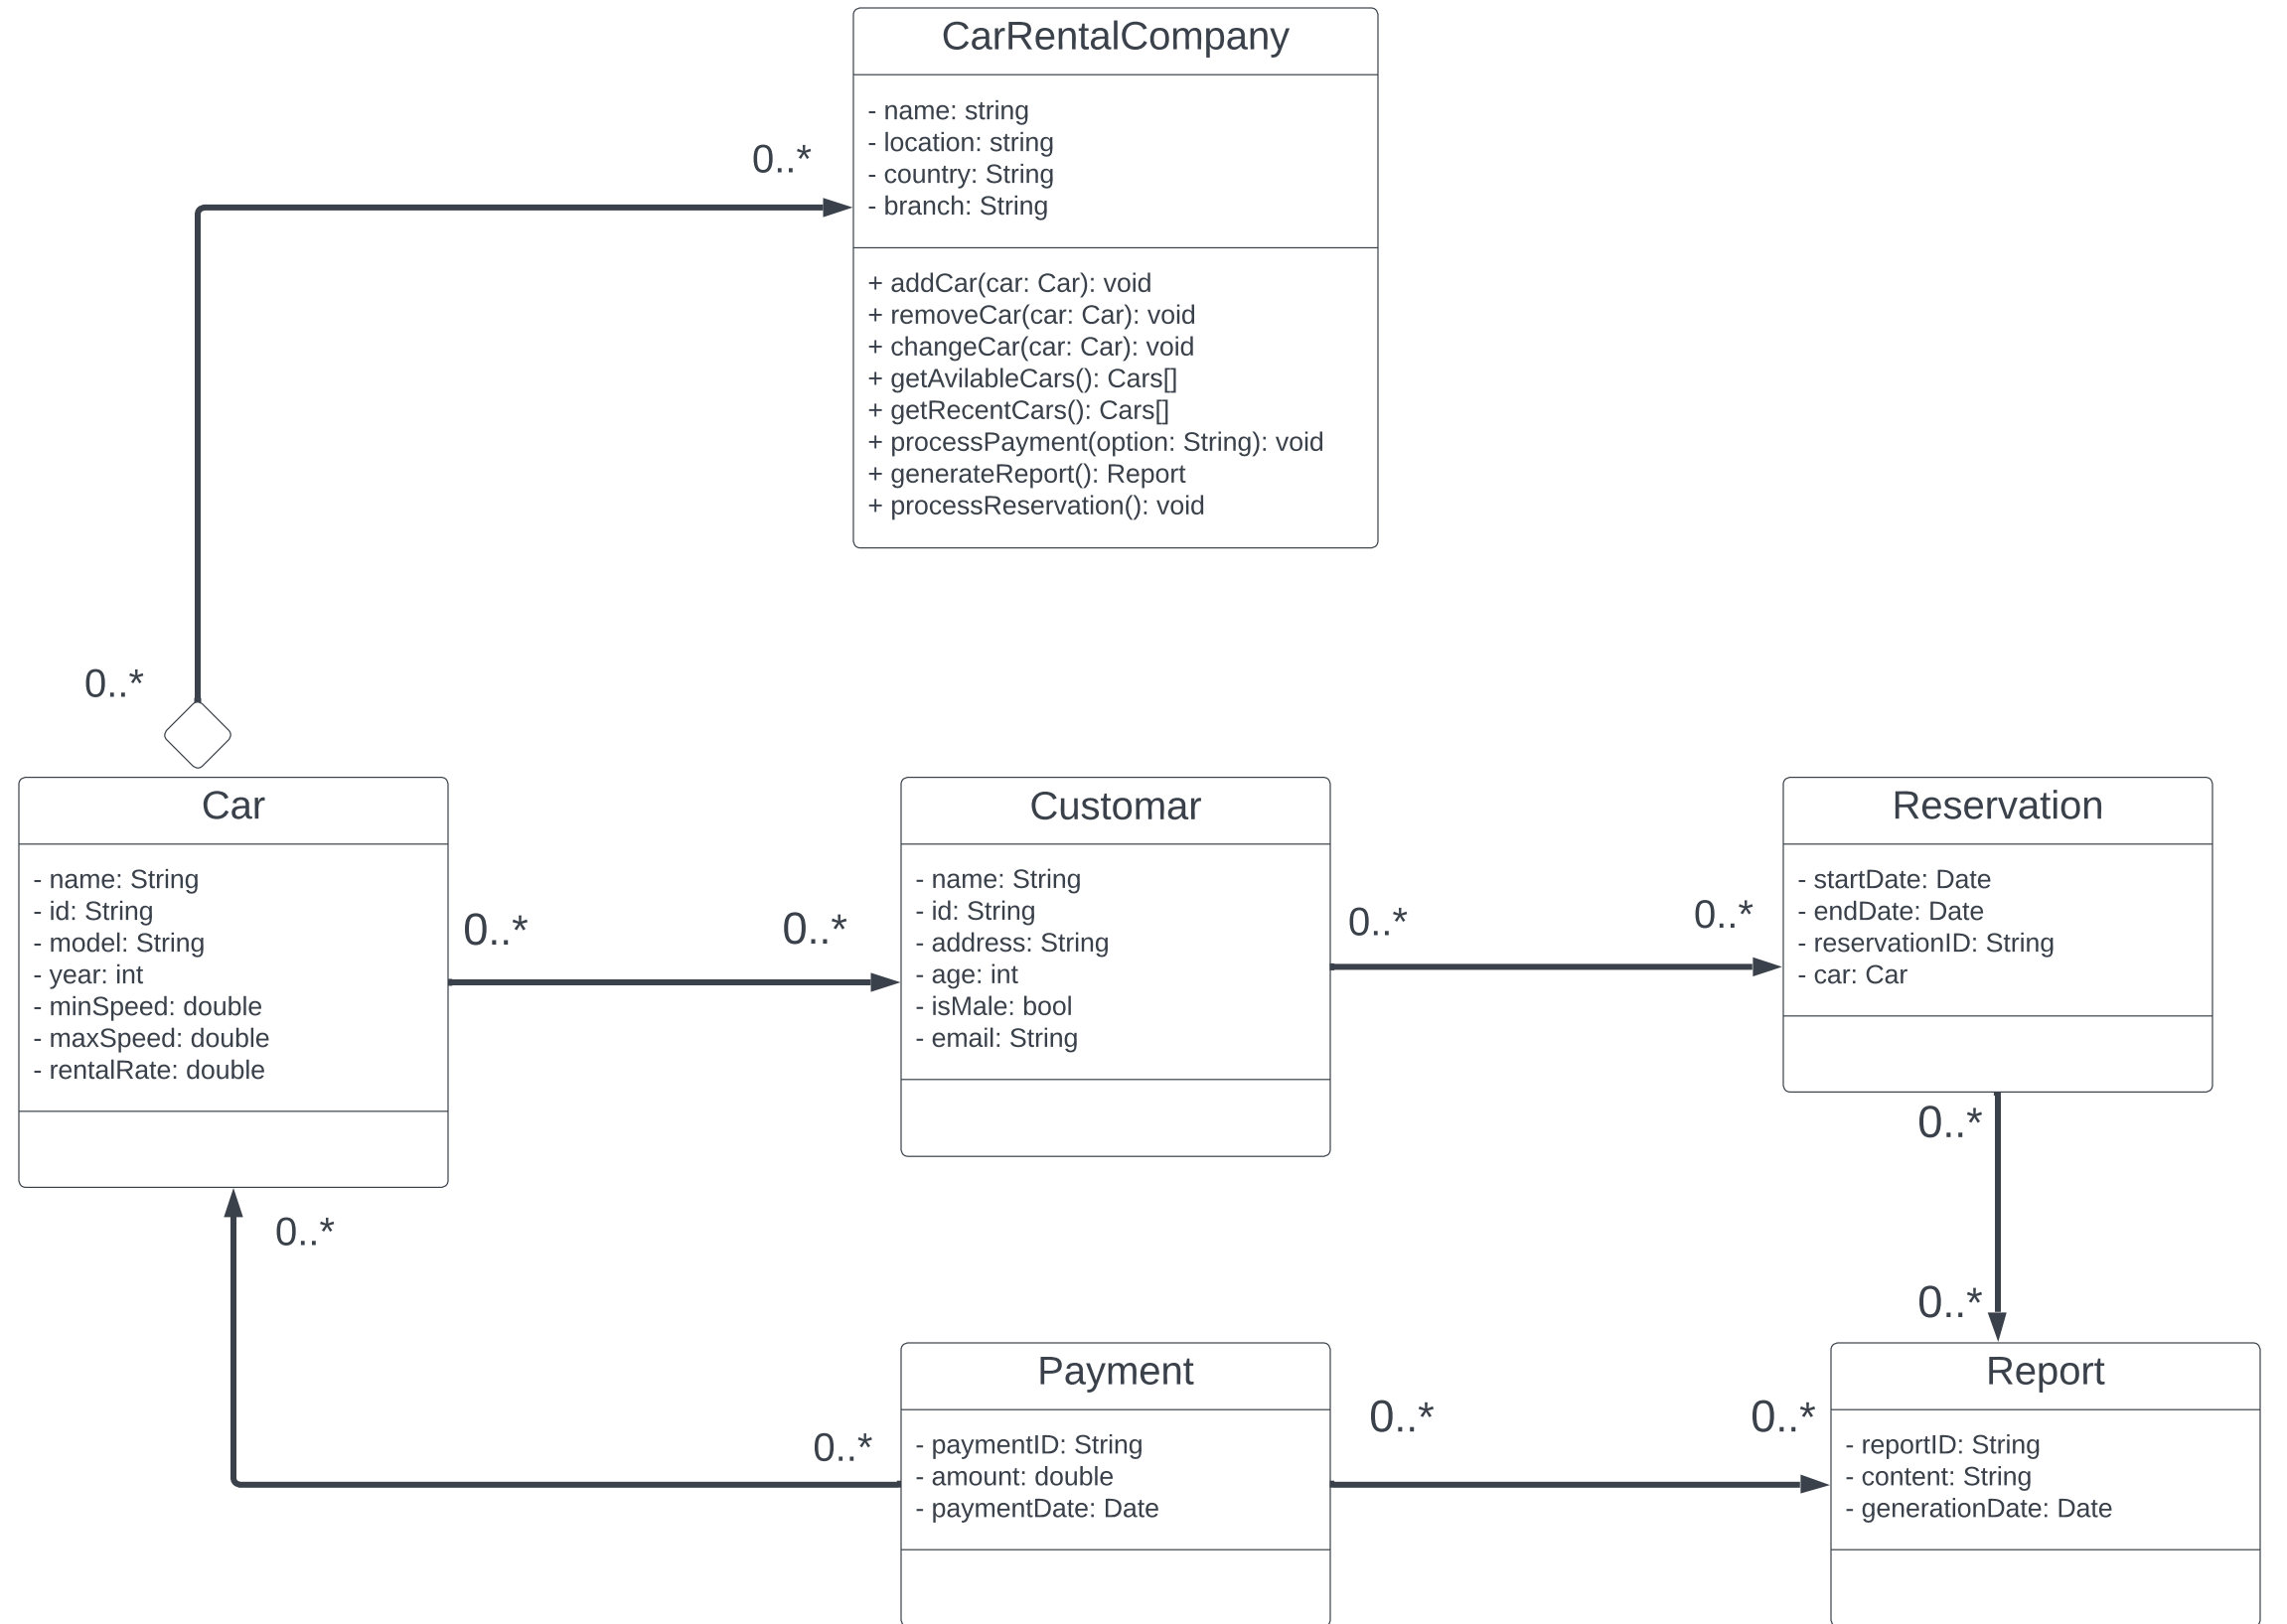 CarRentalCompany
- name: string
- location: string
- country: String
- branch: String
+ addCar(car: Car): void
+ removeCar(car: Car): void
+ changeCar(car: Car): void
+ getAvilableCars(): Cars[]
+ getRecentCars(): Cars[]
+ processPayment(option: String): void
+ generateReport(): Report
+ processReservation(): void
0..*
0..*
Car
- name: String
- id: String
- model: String
- year: int
- minSpeed: double
- maxSpeed: double
- rentalRate: double
0..*
0..*
Customar
- name: String
- id: String
- address: String
- age: int
- isMale: bool
- email: String
0..*
0..*
Reservation
- startDate: Date
- endDate: Date
- reservationID: String
- car: Car
0..*
0..*
0..*
0..*
Payment
- paymentID: String
- amount: double
- paymentDate: Date
0..*
0..*
Report
- reportID: String
- content: String
- generationDate: Date